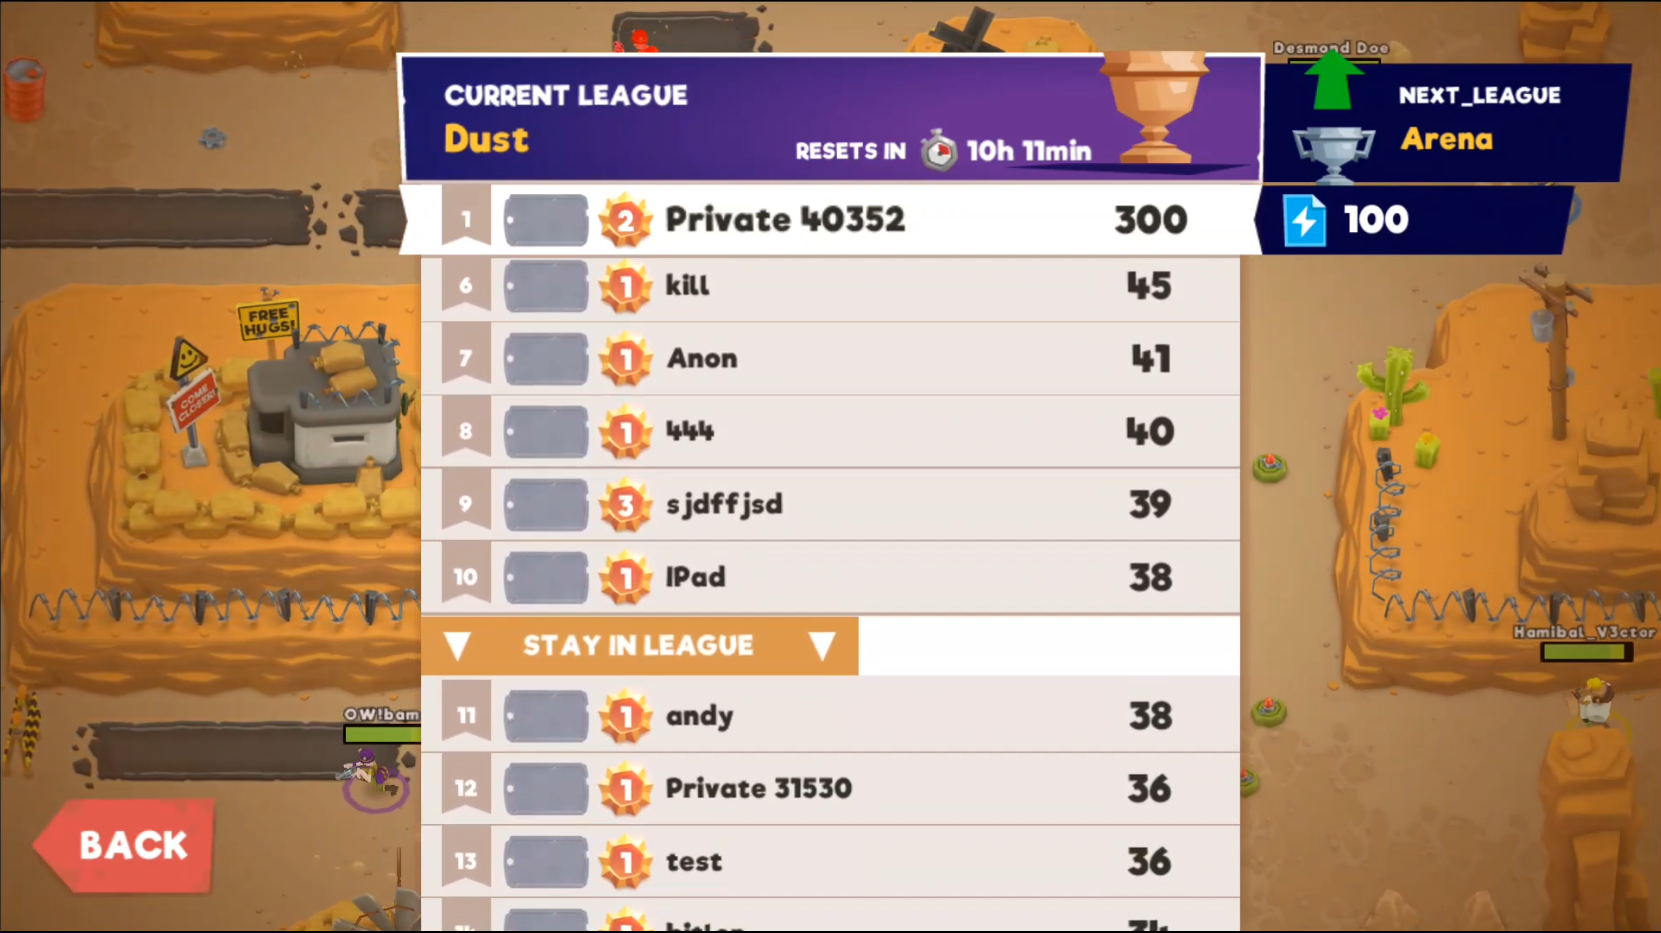 Desmond Doe
CURRENT LEAGUE
Dust
RESETS IN 10h 11min
NEXT_LEAGUE
Arena
1 2 Private 40352 300
100
6 1 kill 45
FREE
HUGS!
7 1 Anon 41
COME
CLOSER!
8 1 444 40
9 3 sjdffjsd 39
10 1 IPad 38
Hamibal_V3ctor
STAY IN LEAGUE
11 1 andy 38
OW!bam
12 1 Private 31530 36
BACK
13 1 test 36